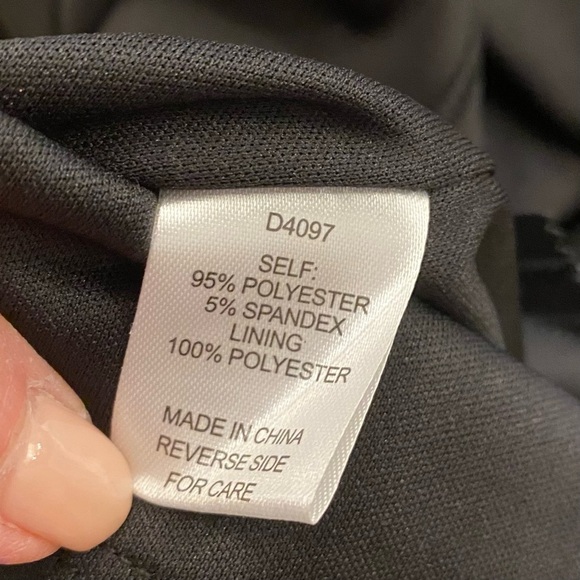 D4097
SELF:
95% POLYESTER
5% SPANDEX
LINING
100% POLYESTER
MADE IN CHINA
REVERSE SIDE
FOR CARE